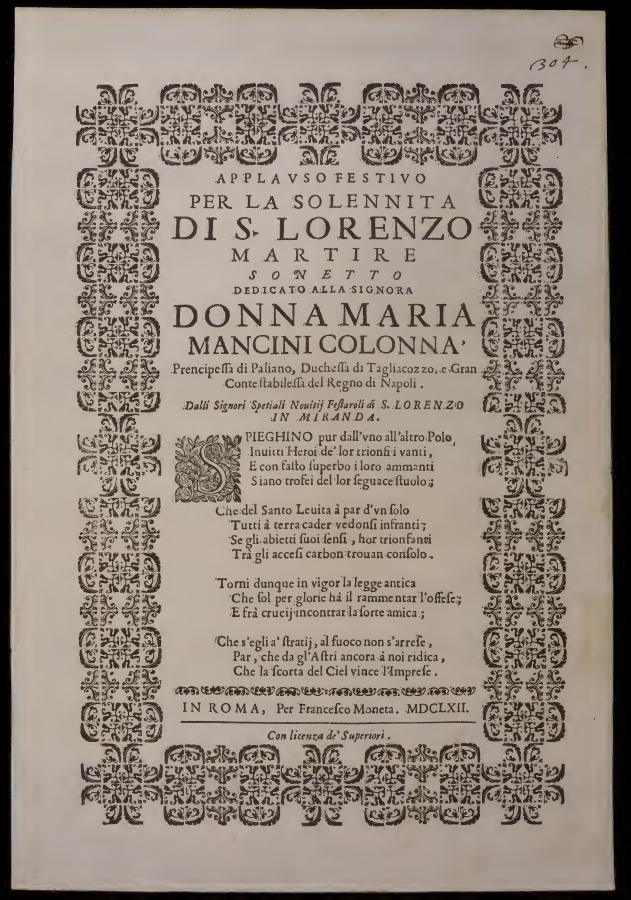 304.
APPLAVSO FESTIVO
PER LA SOLENNITA
DI S. LORENZO
MARTIRE
SONETTO
DEDICATO ALLA SIGNORA
DONNA MARIA
MANCINI COLONNA,
Prencipessa di Paliano, Duchessa di Tagliacozzo, e Gran
Contestabilessa del Regno di Napoli.
Dalli Signori Spetiali Nouitij Festaroli di S. LORENZO
IN MIRANDA.
SPIEGHINO pur dall'vno all'altro Polo,
Inuitti Heroi de' lor trionfi i vanti,
E con fasto superbo i loro ammanti
Siano trofei del lor seguace stuolo;
Che del Santo Leuita à par d'vn solo
Tutti à terra cader vedonsi infranti;
Se gli abietti suoi sensi, hor trionfanti
Trà gli accesi carbon trouan consolo.
Torni dunque in vigor la legge antica
Che sol per glorie hà il rammentar l'offese;
E frà crucij incontrar la sorte amica;
Che s'egli a' stratij, al fuoco non s'arrese,
Par, che da gl'Astri ancora à noi ridica,
Che la scorta del Ciel vince l'Imprese.
IN ROMA, Per Francesco Moneta. MDCLXII.
Con licenza de' Superiori.